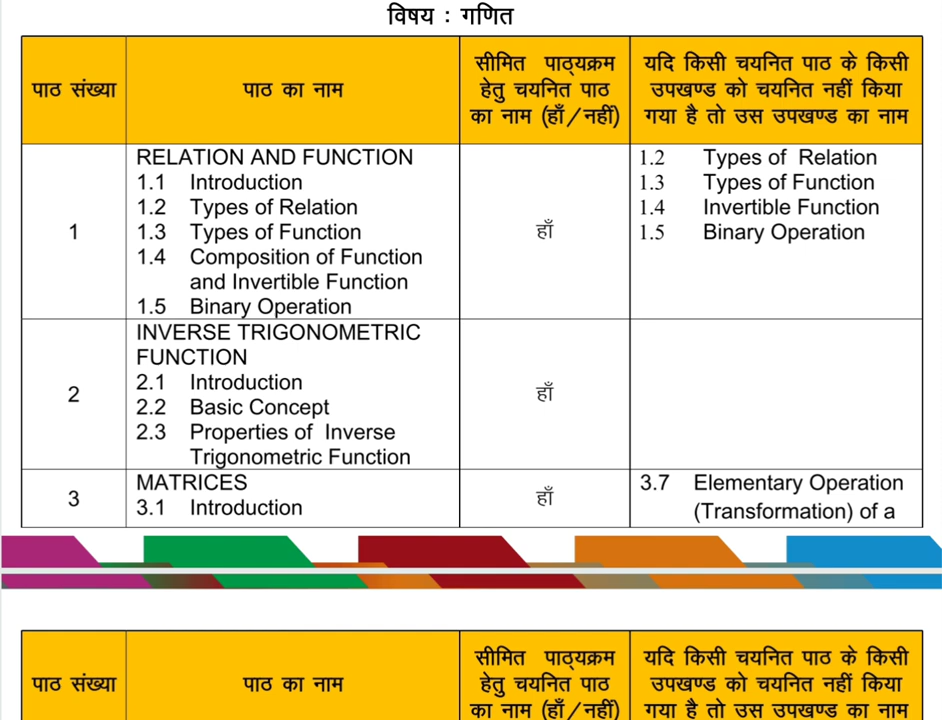 विषय : गणित
पाठ संख्या
पाठ का नाम
सीमित पाठ्यक्रम
हेतु चयनित पाठ
का नाम (हाँ/नहीं)
यदि किसी चयनित पाठ के किसी
उपखण्ड को चयनित नहीं किया
गया है तो उस उपखण्ड का नाम
1
RELATION AND FUNCTION
1.1 Introduction
1.2 Types of Relation
1.3 Types of Function
1.4 Composition of Function
and Invertible Function
1.5 Binary Operation
हाँ
1.2 Types of Relation
1.3 Types of Function
1.4 Invertible Function
1.5 Binary Operation
2
INVERSE TRIGONOMETRIC
FUNCTION
2.1 Introduction
2.2 Basic Concept
2.3 Properties of Inverse
Trigonometric Function
हाँ
3
MATRICES
3.1 Introduction
हाँ
3.7 Elementary Operation
(Transformation) of a
पाठ संख्या
पाठ का नाम
सीमित पाठ्यक्रम
हेतु चयनित पाठ
का नाम (हाँ/नहीं)
यदि किसी चयनित पाठ के किसी
उपखण्ड को चयनित नहीं किया
गया है तो उस उपखण्ड का नाम